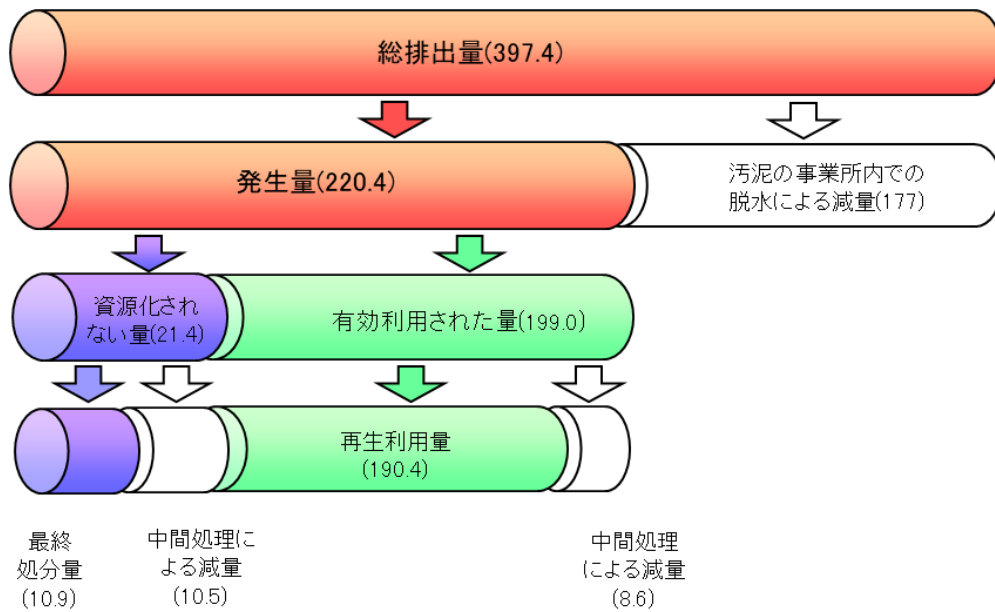 総排出量(397.4)
発生量(220.4)
汚泥の事業所内での
脱水による減量(177)
資源化され
ない量(21.4)
有効利用された量(199.0)
再生利用量
(190.4)
最終
処分量
(10.9)
中間処理に
よる減量
(10.5)
中間処理
による減量
(8.6)